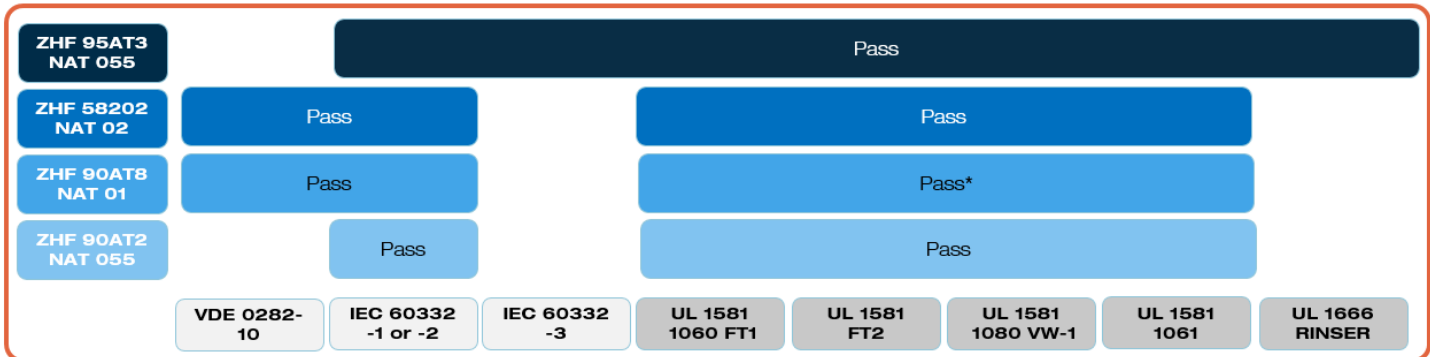 ZHF 95AT3
NAT 055
Pass
ZHF 58202
NAT 02
Pass
Pass
ZHF 90AT8
NAT 01
Pass
Pass*
ZHF 90AT2
NAT 055
Pass
Pass
VDE 0282-
10
IEC 60332
-1 or -2
IEC 60332
-3
UL 1581
1060 FT1
UL 1581
FT2
UL 1581
1080 VW-1
UL 1581
1061
UL 1666
RINSER